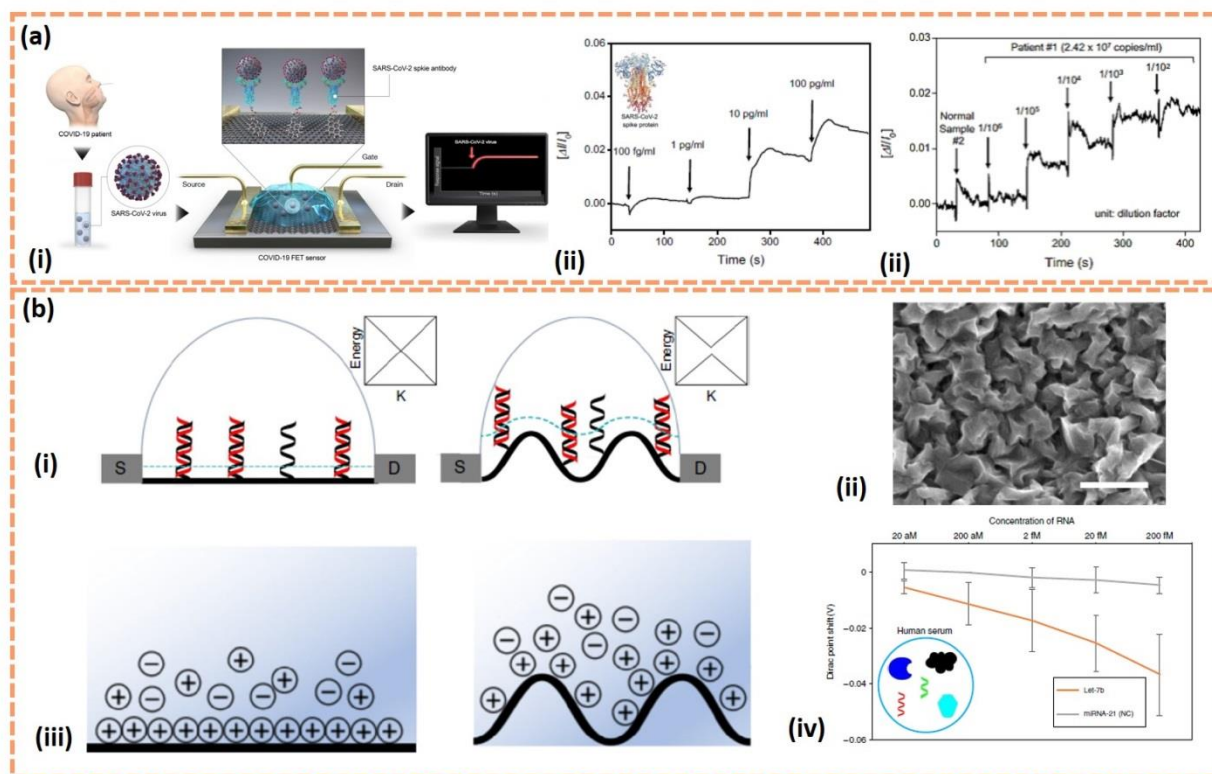 (a)
COVID-19 patient
SARS-CoV-2 virus
(i)
SARS-CoV-2 spkie antibody
Source
Gate
Drain
COVID-19 FET sensor
SARS-CoV-2 virus
Time (s)
[ΔI/I₀]
0.06
0.04
0.02
0.00
SARS-CoV-2
spike protein
100 fg/ml
1 pg/ml
10 pg/ml
100 pg/ml
0 100 200 300 400
Time (s)
(ii)
[ΔI/I₀]
0.03
0.02
0.01
0.00
Patient #1 (2.42 x 10⁷ copies/ml)
Normal
Sample
#2
1/10⁶
1/10⁵
1/10⁴
1/10³
1/10²
unit: dilution factor
0 100 200 300 400
Time (s)
(ii)
(b)
Energy
K
S
D
(i)
Energy
K
S
D
(ii)
(iii)
Concentration of RNA
20 aM 200 aM 2 fM 20 fM 200 fM
Dirac point shift (V)
0
−0.02
−0.04
−0.06
Human serum
Let-7b
miRNA-21 (NC)
(iv)